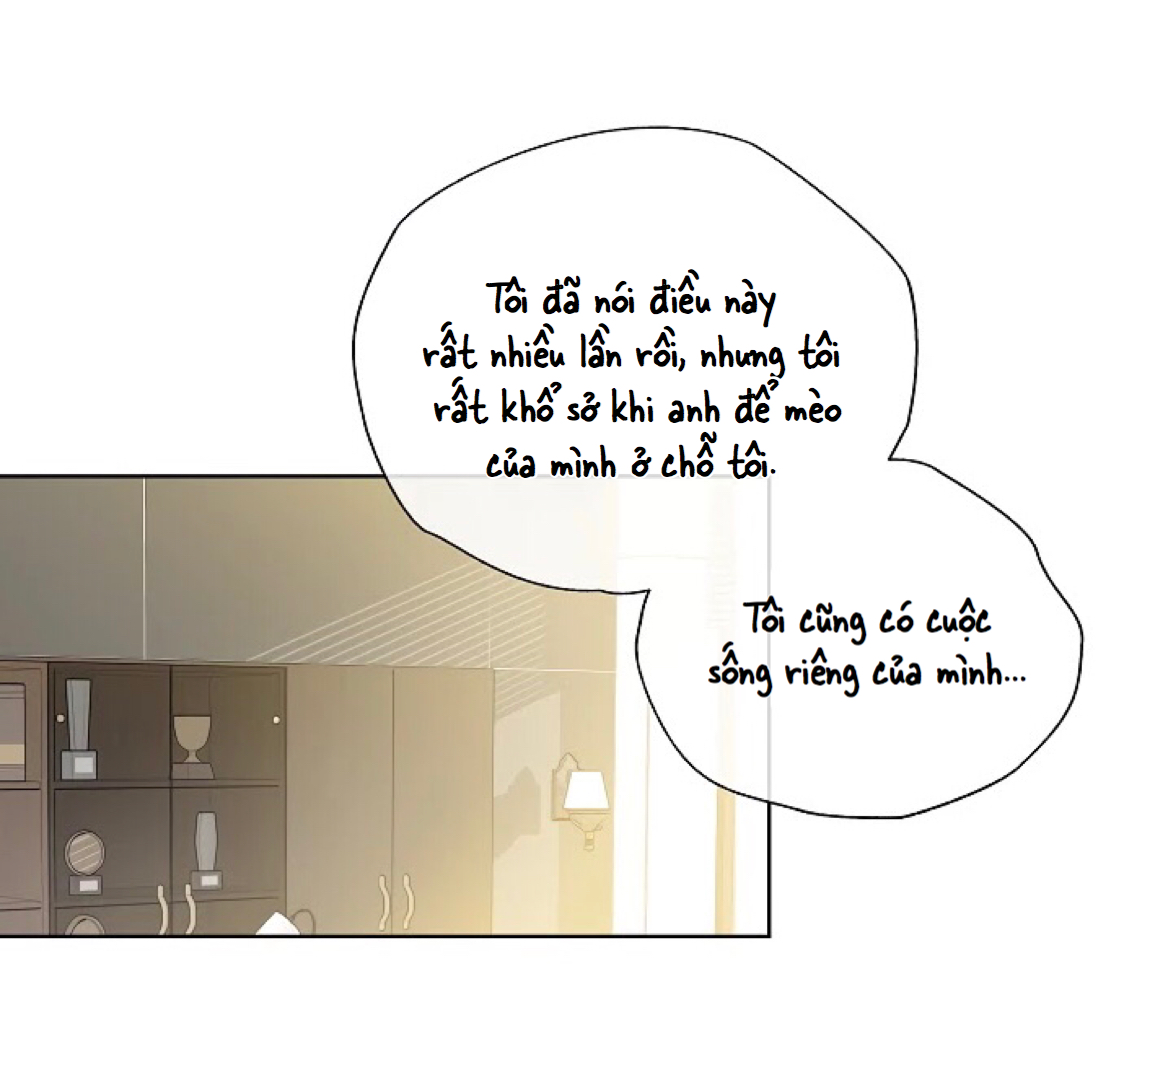 Tôi đã nói điều này
rất nhiều lần rồi, nhưng tôi
rất khổ sở khi anh để mèo
của mình ở chỗ tôi.
Tôi cũng có cuộc
sống riêng của mình...